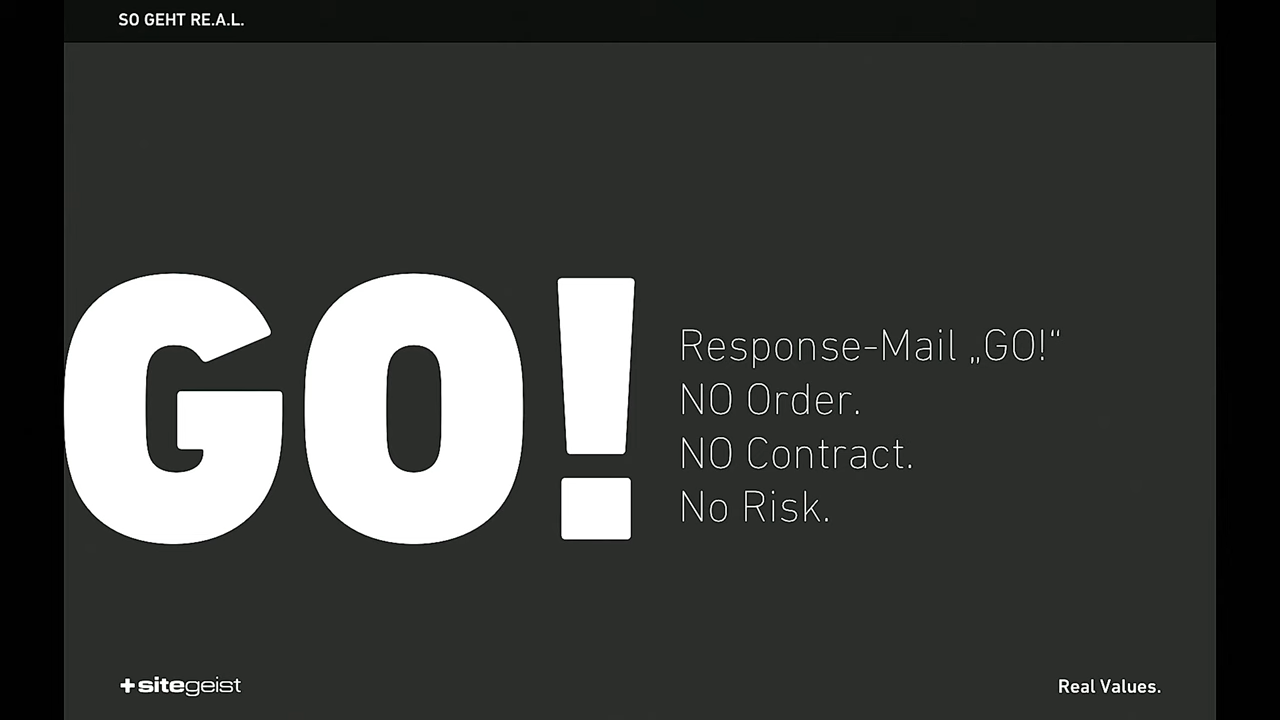 SO GEHT RE.A.L.
GO!
Response-Mail „GO!“
NO Order.
NO Contract.
No Risk.
+sitegeist
Real Values.